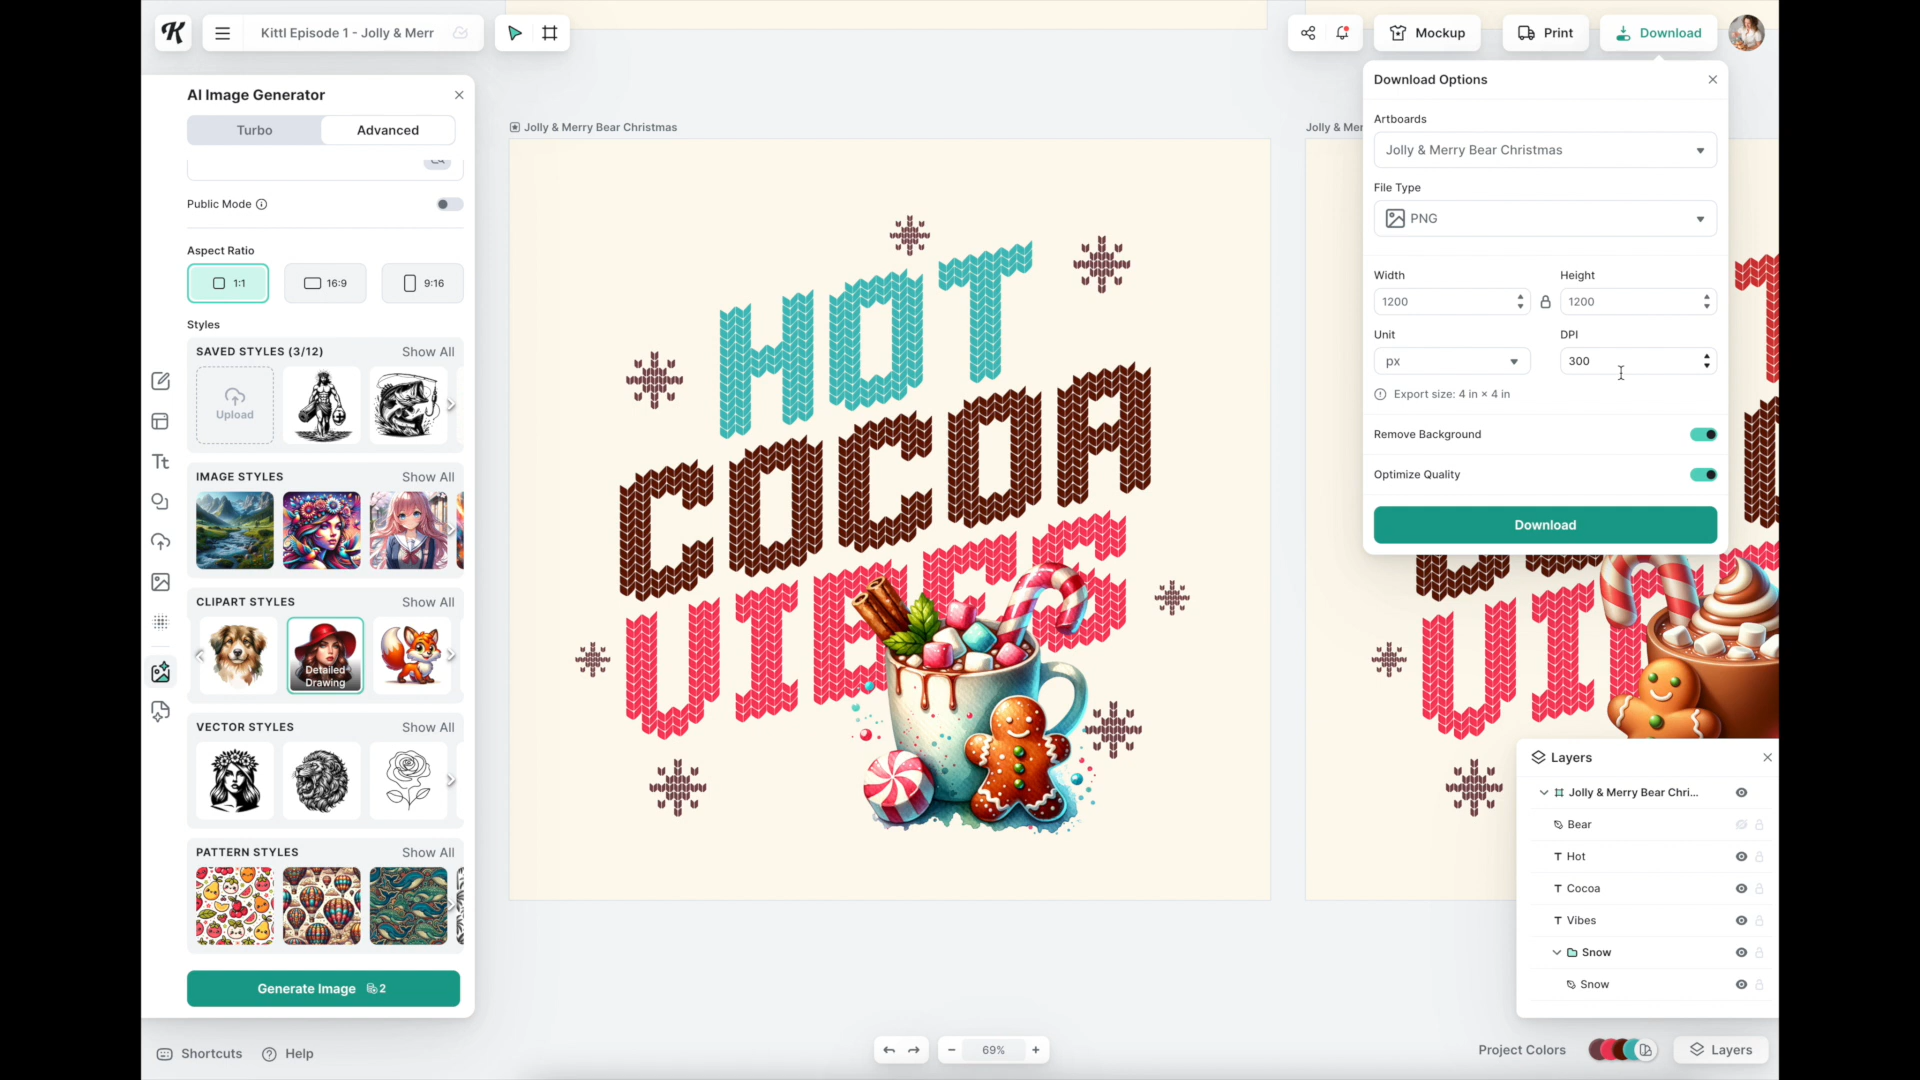 K
Kittl Episode 1 - Jolly & Merr
Mockup
Print
Download
AI Image Generator
Turbo
Advanced
Public Mode
Aspect Ratio
1:1
16:9
9:16
Styles
SAVED STYLES (3/12)
Show All
Upload
IMAGE STYLES
Show All
CLIPART STYLES
Show All
Detailed
Drawing
VECTOR STYLES
Show All
PATTERN STYLES
Show All
Generate Image 2
Tt
Shortcuts
Help
Jolly & Merry Bear Christmas
HOT
COCOA
VIBES
Jolly & Mer
Download Options
Artboards
Jolly & Merry Bear Christmas
File Type
PNG
Width
Height
1200
1200
Unit
DPI
px
300
Export size: 4 in × 4 in
Remove Background
Optimize Quality
Download
Layers
Jolly & Merry Bear Chri...
Bear
T Hot
T Cocoa
T Vibes
Snow
Snow
69%
Project Colors
Layers